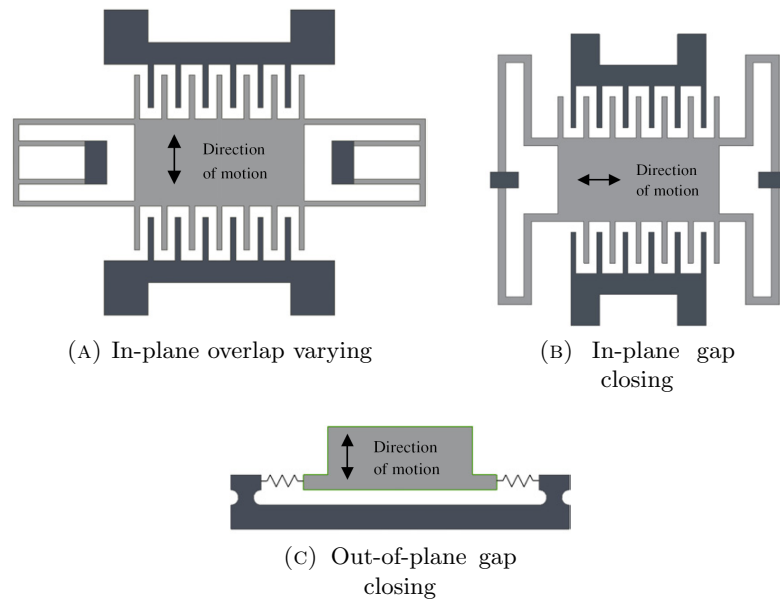 Direction
of motion
(A) In-plane overlap varying
Direction
of motion
(B) In-plane gap
closing
Direction
of motion
(C) Out-of-plane gap
closing